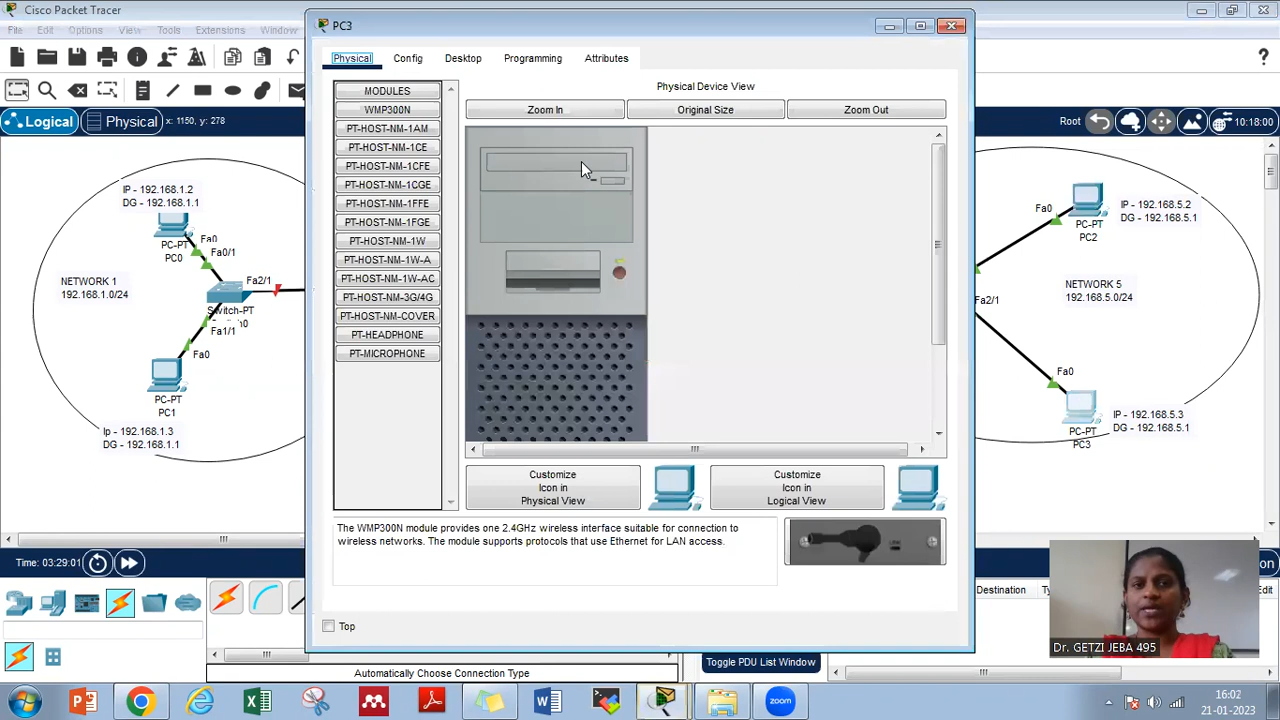 Cisco Packet Tracer
File Edit Options View Tools Extensions Window
Logical Physical x: 1150, y: 278
Root 10:18:00
PC3
Physical Config Desktop Programming Attributes
MODULES
WMP300N
PT-HOST-NM-1AM
PT-HOST-NM-1CE
PT-HOST-NM-1CFE
PT-HOST-NM-1CGE
PT-HOST-NM-1FFE
PT-HOST-NM-1FGE
PT-HOST-NM-1W
PT-HOST-NM-1W-A
PT-HOST-NM-1W-AC
PT-HOST-NM-3G/4G
PT-HOST-NM-COVER
PT-HEADPHONE
PT-MICROPHONE
Physical Device View
Zoom In Original Size Zoom Out
Customize
Icon in
Physical View
Customize
Icon in
Logical View
The WMP300N module provides one 2.4GHz wireless interface suitable for connection to
wireless networks. The module supports protocols that use Ethernet for LAN access.
Top
IP - 192.168.1.2
DG - 192.168.1.1
PC-PT
PC0
Fa0
Fa0/1
NETWORK 1
192.168.1.0/24
Fa2/1
Switch-PT
Fa1/1
Fa0
PC-PT
PC1
Ip - 192.168.1.3
DG - 192.168.1.1
Fa0
PC-PT
PC2
IP - 192.168.5.2
DG - 192.168.5.1
NETWORK 5
192.168.5.0/24
Fa2/1
Fa0
PC-PT
PC3
IP - 192.168.5.3
DG - 192.168.5.1
Time: 03:29:01
Destination
Edit
Automatically Choose Connection Type
Toggle PDU List Window
Dr. GETZI JEBA 495
zoom
16:02
21-01-2023